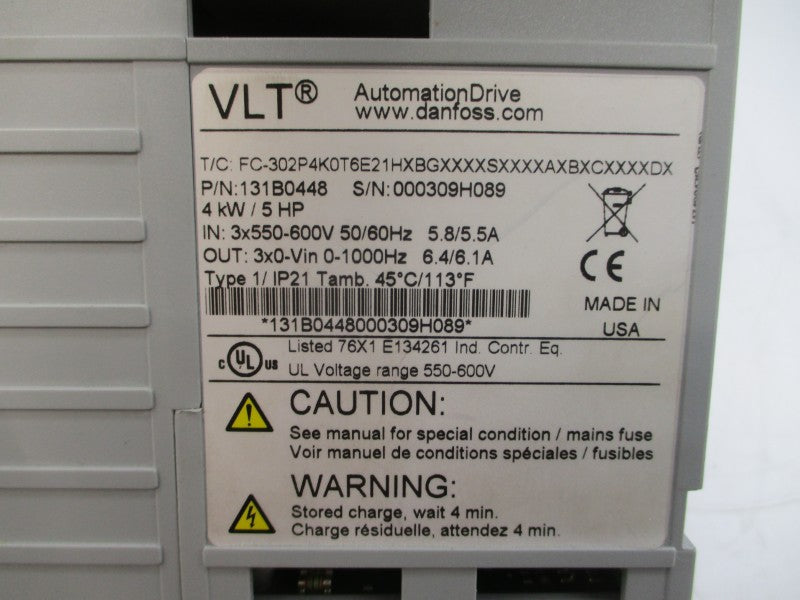 VLT® AutomationDrive
www.danfoss.com
T/C: FC-302P4K0T6E21HXBGXXXXSXXXXAXBXCXXXXDX
P/N:131B0448 S/N: 000309H089
4 kW / 5 HP
IN: 3x550-600V 50/60Hz 5.8/5.5A
OUT: 3x0-Vin 0-1000Hz 6.4/6.1A
Type 1/ IP21 Tamb. 45°C/113°F
CE
MADE IN
USA
*131B0448000309H089*
c UL us Listed 76X1 E134261 Ind. Contr. Eq.
UL Voltage range 550-600V
CAUTION:
See manual for special condition / mains fuse
Voir manuel de conditions spéciales / fusibles
WARNING:
Stored charge, wait 4 min.
Charge résiduelle, attendez 4 min.